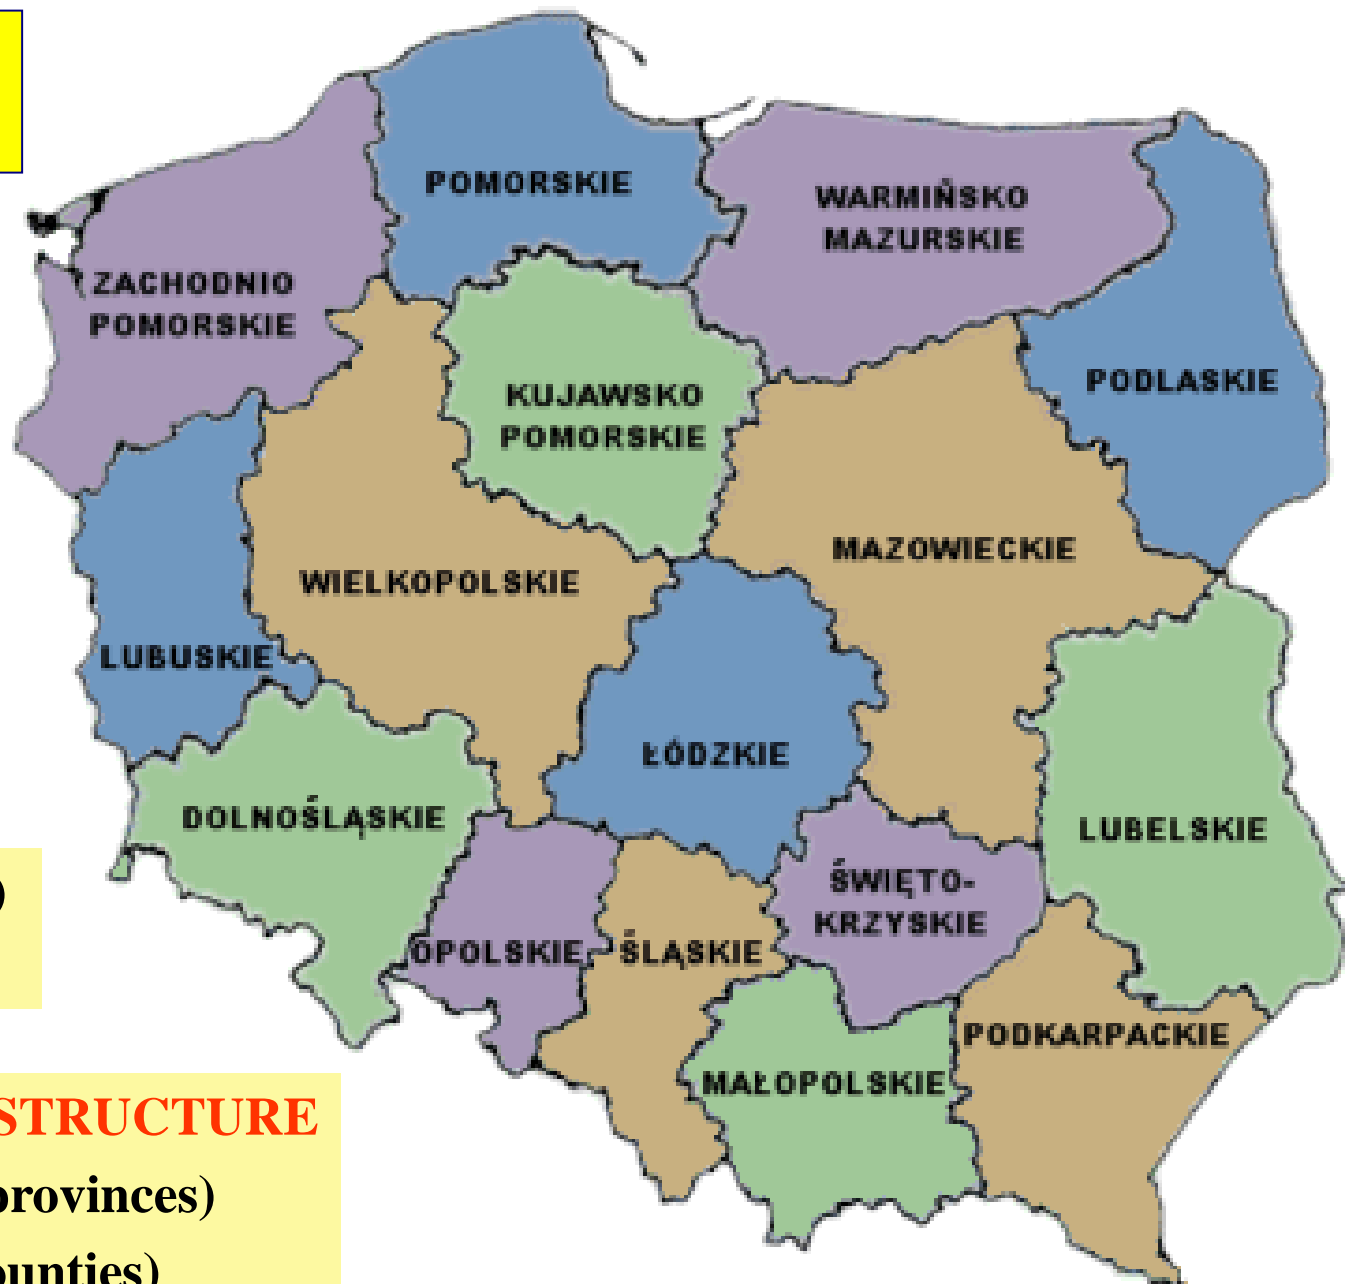 POMORSKIE
WARMIŃSKO
MAZURSKIE
ZACHODNIO
POMORSKIE
PODLASKIE
KUJAWSKO
POMORSKIE
MAZOWIECKIE
WIELKOPOLSKIE
LUBUSKIE
ŁÓDZKIE
DOLNOŚLĄSKIE
LUBELSKIE
ŚWIĘTO-
KRZYSKIE
OPOLSKIE
ŚLĄSKIE
PODKARPACKIE
MAŁOPOLSKIE
)
STRUCTURE
provinces)
ounties)